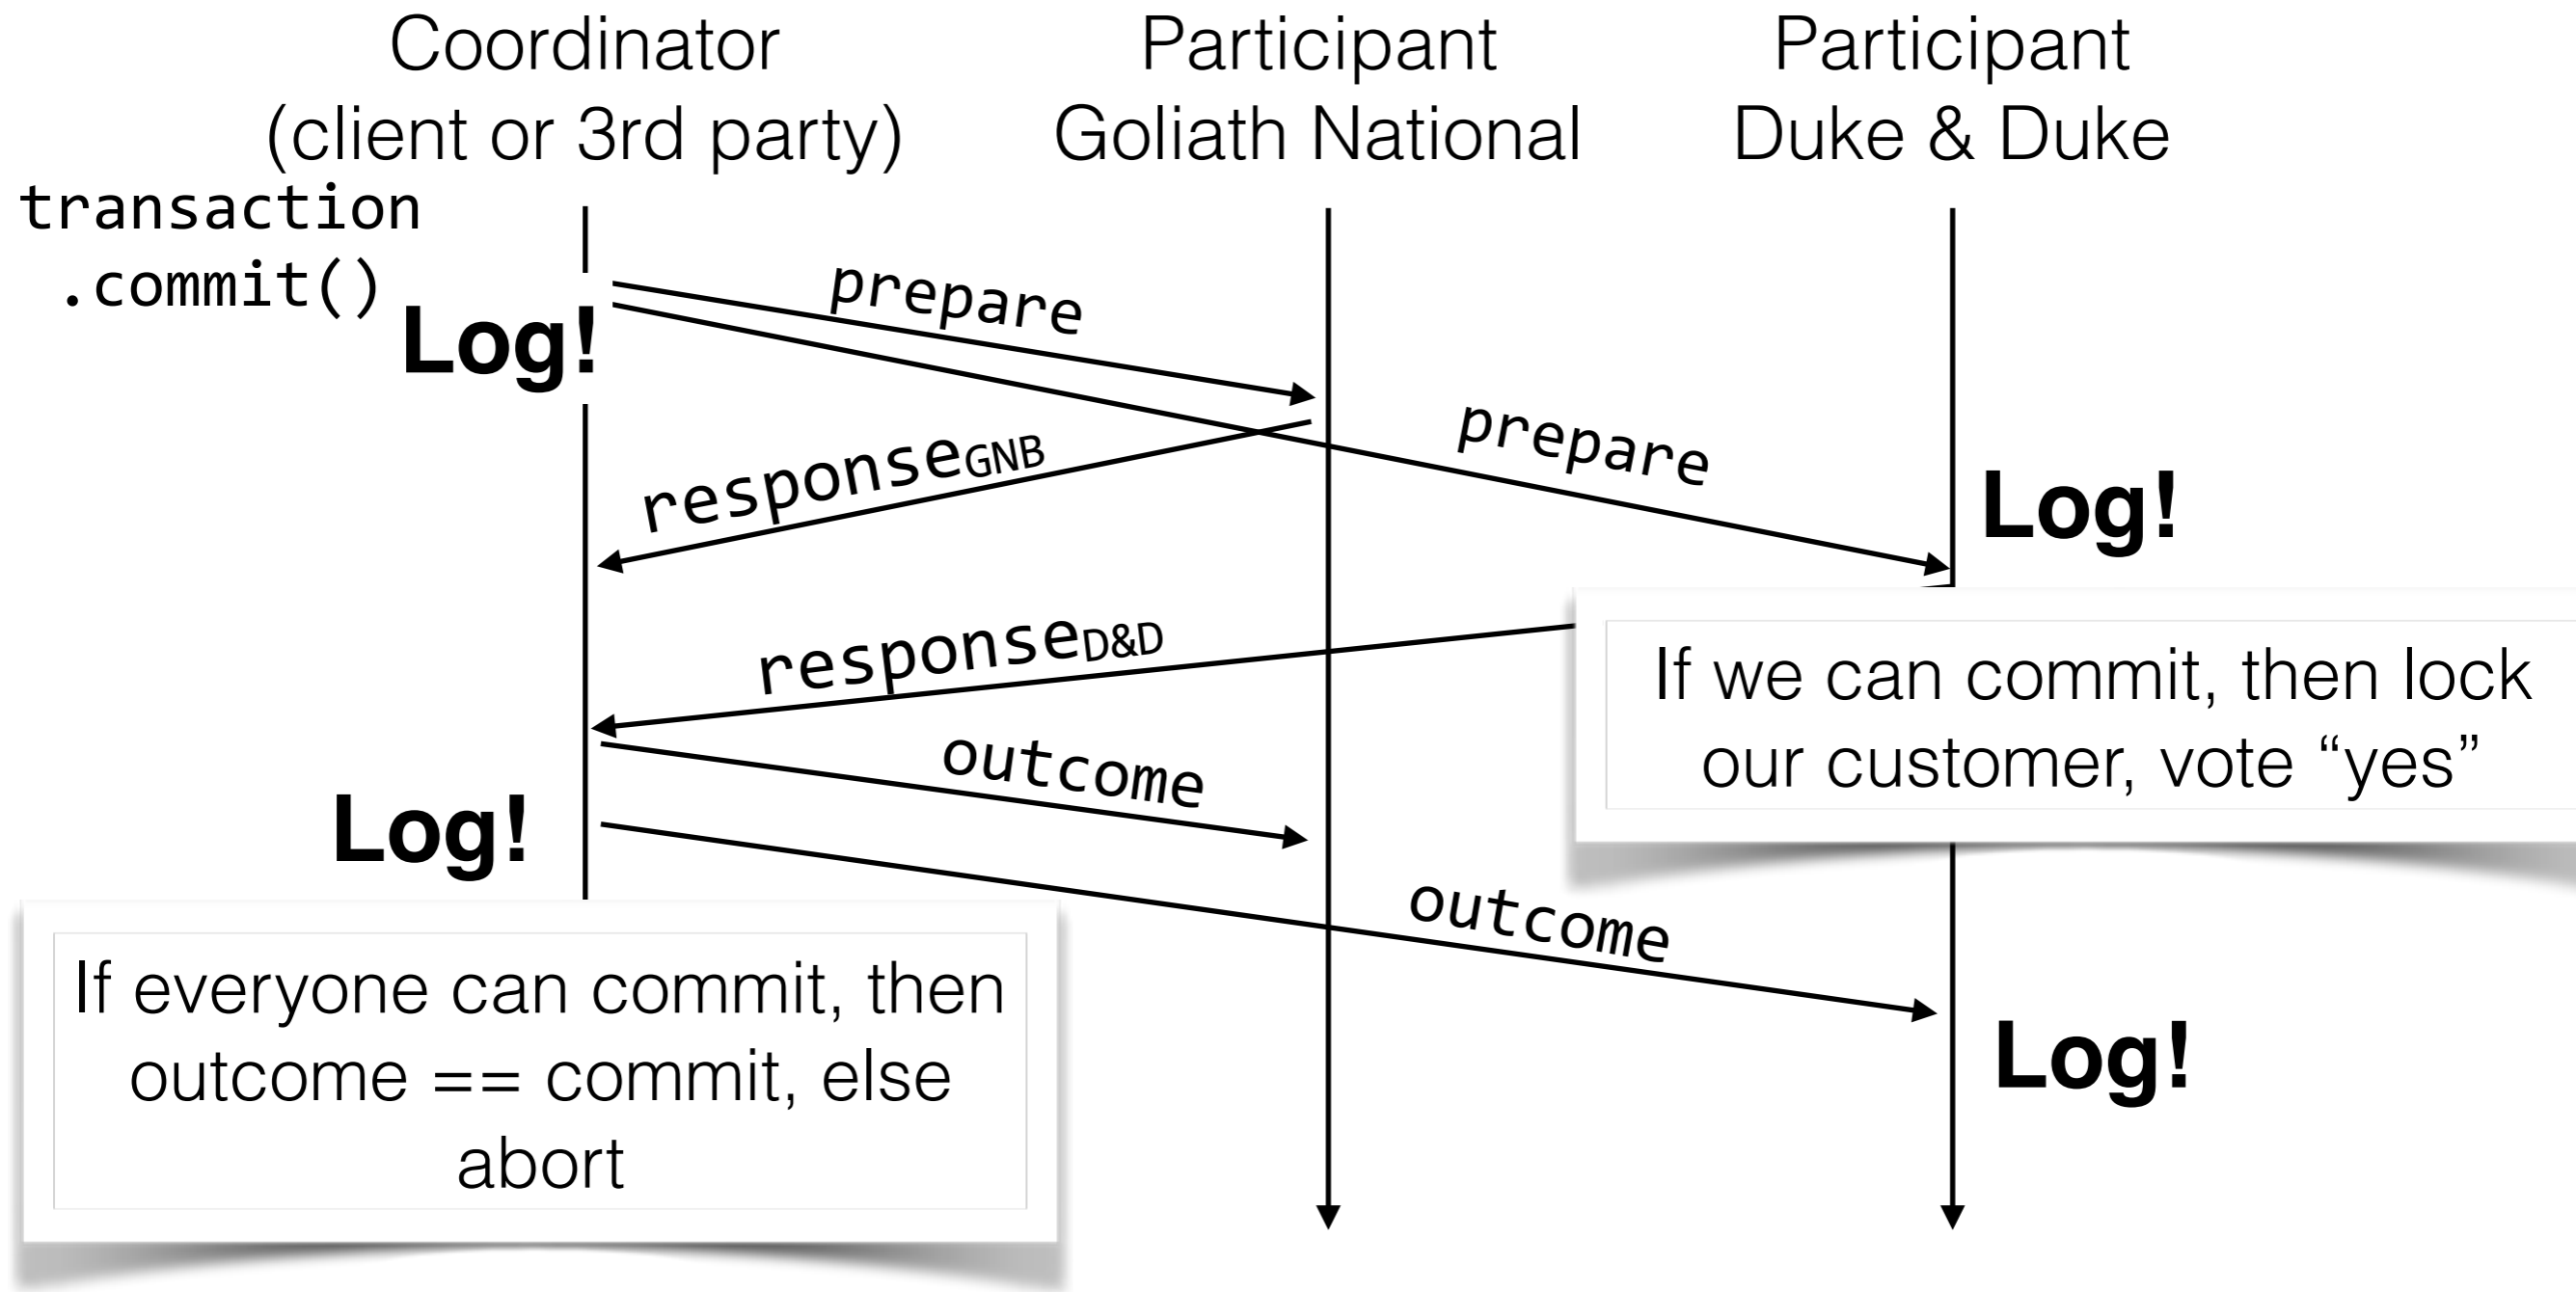 Coordinator
(client or 3rd party)
Participant
Goliath National
Participant
Duke & Duke
transaction
.commit()
Log!
prepare
prepare
responseGNB
Log!
responseD&D
If we can commit, then lock
our customer, vote “yes”
outcome
Log!
outcome
If everyone can commit, then
outcome == commit, else
abort
Log!